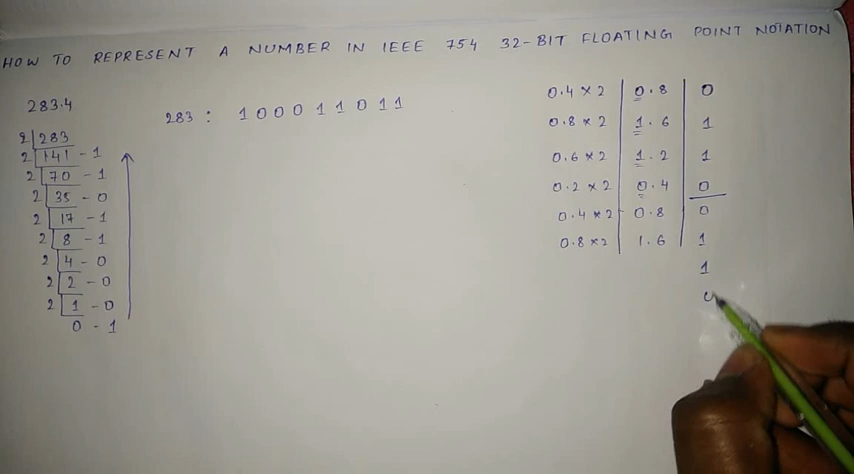 HOW TO REPRESENT A NUMBER IN IEEE 754 32-BIT FLOATING POINT NOTATION
283.4
2 283
2 141 - 1
2 70 - 1
2 35 - 0
2 17 - 1
2 8 - 1
2 4 - 0
2 2 - 0
2 1 - 0
0 - 1
283 : 1 0 0 0 1 1 0 1 1
0.4 × 2 0.8 0
0.8 × 2 1.6 1
0.6 × 2 1.2 1
0.2 × 2 0.4 0
0.4 × 2 0.8 0
0.8 × 2 1.6 1
1